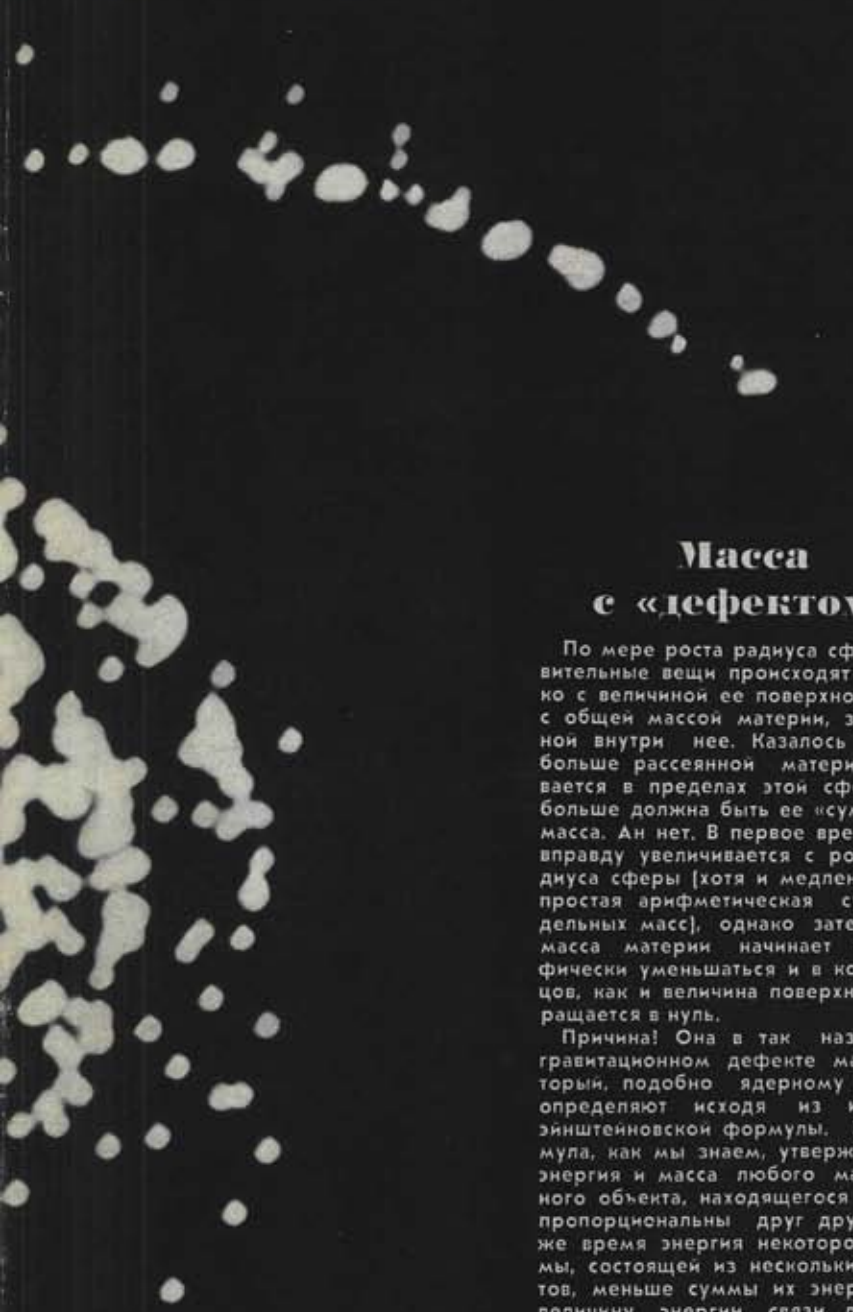 Масса
с «дефекто
По мере роста радиуса сф
вительные вещи происходят
ко с величиной ее поверхно
с общей массой материи, з
ной внутри нее. Казалось
больше рассеянной матери
вается в пределах этой сф
больше должна быть ее «су
масса. Ан нет. В первое вре
вправду увеличивается с ро
диуса сферы (хотя и медлен
простая арифметическая с
дельных масс), однако зате
масса материи начинает
фически уменьшаться и в ко
цов, как и величина поверхн
ращается в нуль.
Причина! Она в так наз
гравитационном дефекте ма
торый, подобно ядерному
определяют исходя из
эйнштейновской формулы.
мула, как мы знаем, утверж
энергия и масса любого ма
ного объекта, находящегося
пропорциональны друг дру
же время энергия некоторо
мы, состоящей из нескольки
тов, меньше суммы их энер
величину энергии связи